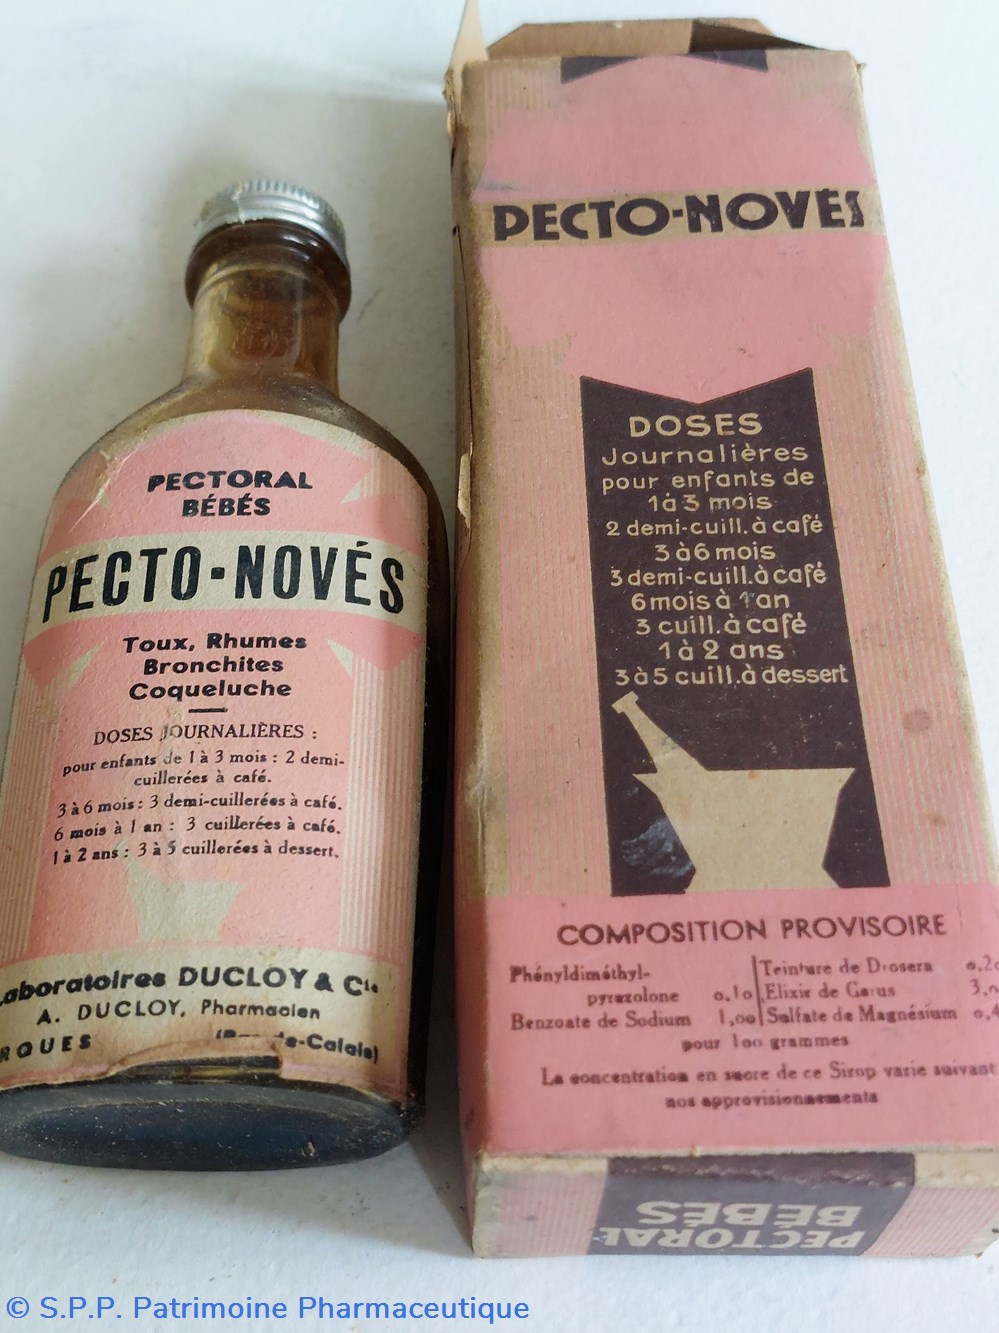 PECTORAL
BÉBÉS
PECTO-NOVÉS
Toux, Rhumes
Bronchites
Coqueluche
DOSES JOURNALIÈRES :
pour enfants de 1 à 3 mois : 2 demi-
cuillerées à café.
3 à 6 mois : 3 demi-cuillerées à café.
6 mois à 1 an : 3 cuillerées à café.
1 à 2 ans : 3 à 5 cuillerées à dessert.
Laboratoires DUCLOY & Cie
A. DUCLOY, Pharmacien
RQUES -Calais)
PECTO-NOVÉS
DOSES
Journalières
pour enfants de
1 à 3 mois
2 demi-cuill. à café
3 à 6 mois
3 demi-cuill. à café
6 mois à 1 an
3 cuill. à café
1 à 2 ans
3 à 5 cuill. à dessert
COMPOSITION PROVISOIRE
Phényldiméthyl-
pyrazolone 0.10
Benzoate de Sodium 1,00
Teinture de Drosera
Elixir de Garus
Sulfate de Magnésium
pour 100 grammes
La concentration en sucre de ce Sirop varie suivant
nos approvisionnements
PECTORAL
BÉBÉS
© S.P.P. Patrimoine Pharmaceutique